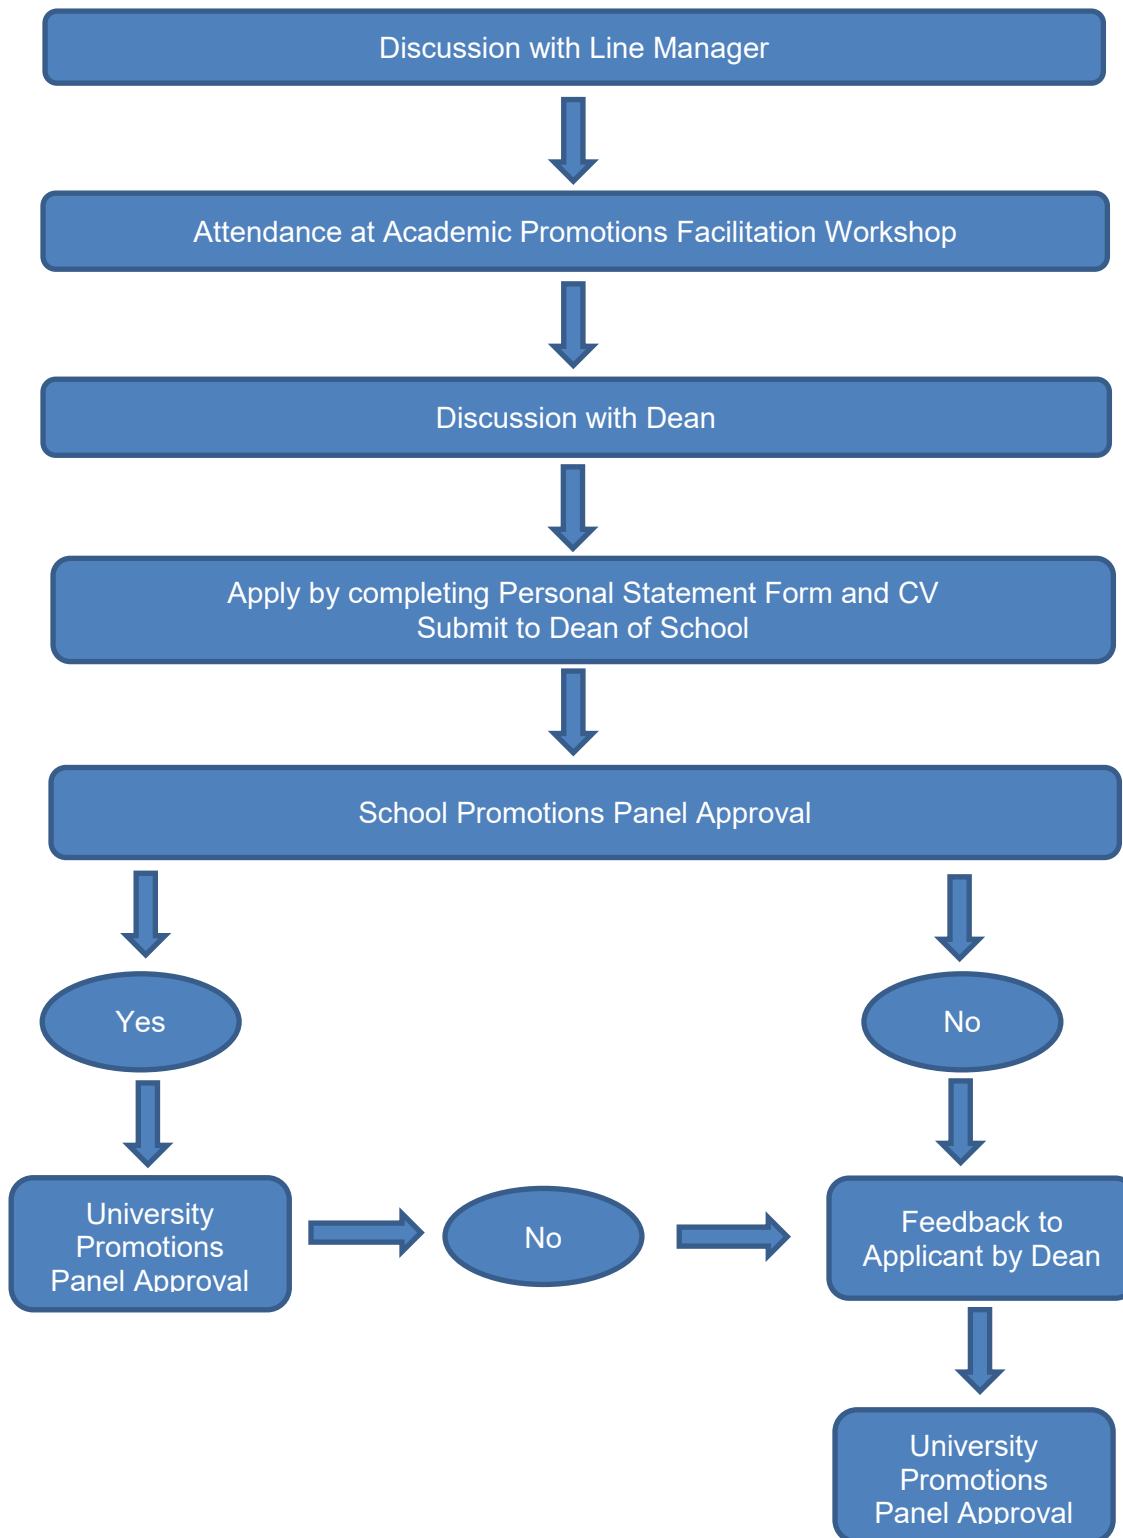 Discussion with Line Manager
Attendance at Academic Promotions Facilitation Workshop
Discussion with Dean
Apply by completing Personal Statement Form and CV
Submit to Dean of School
School Promotions Panel Approval
Yes
No
University
Promotions
Panel Approval
No
Feedback to
Applicant by Dean
University
Promotions
Panel Approval